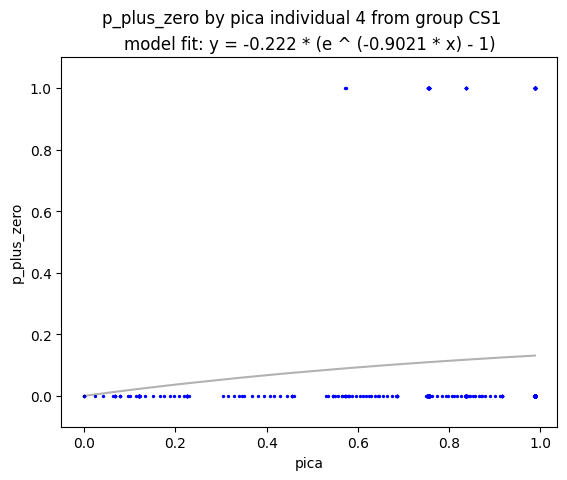 p_plus_zero by pica individual 4 from group CS1
model fit: y = -0.222 * (e ^ (-0.9021 * x) - 1)
1.0
0.8
0.6
0.4
0.2
0.0
p_plus_zero
0.0 0.2 0.4 0.6 0.8 1.0
pica